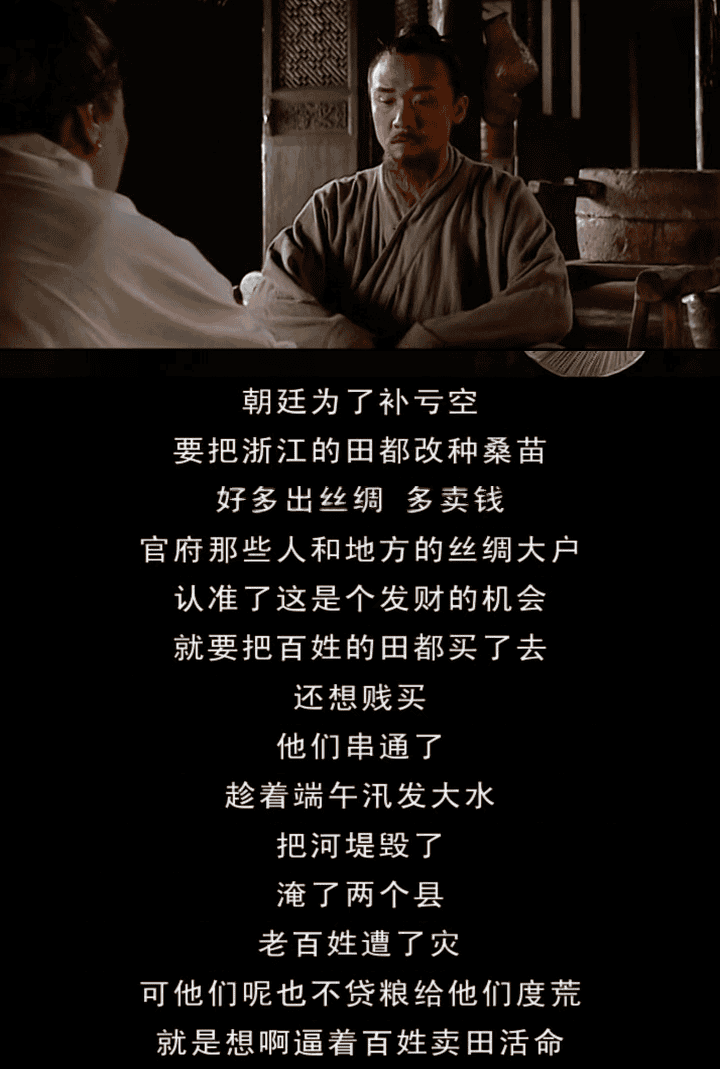 朝廷为了补亏空
要把浙江的田都改种桑苗
好多出丝绸 多卖钱
官府那些人和地方的丝绸大户
认准了这是个发财的机会
就要把百姓的田都买了去
还想贱买
他们串通了
趁着端午汛发大水
把河堤毁了
淹了两个县
老百姓遭了灾
可他们呢也不贷粮给他们度荒
就是想啊逼着百姓卖田活命